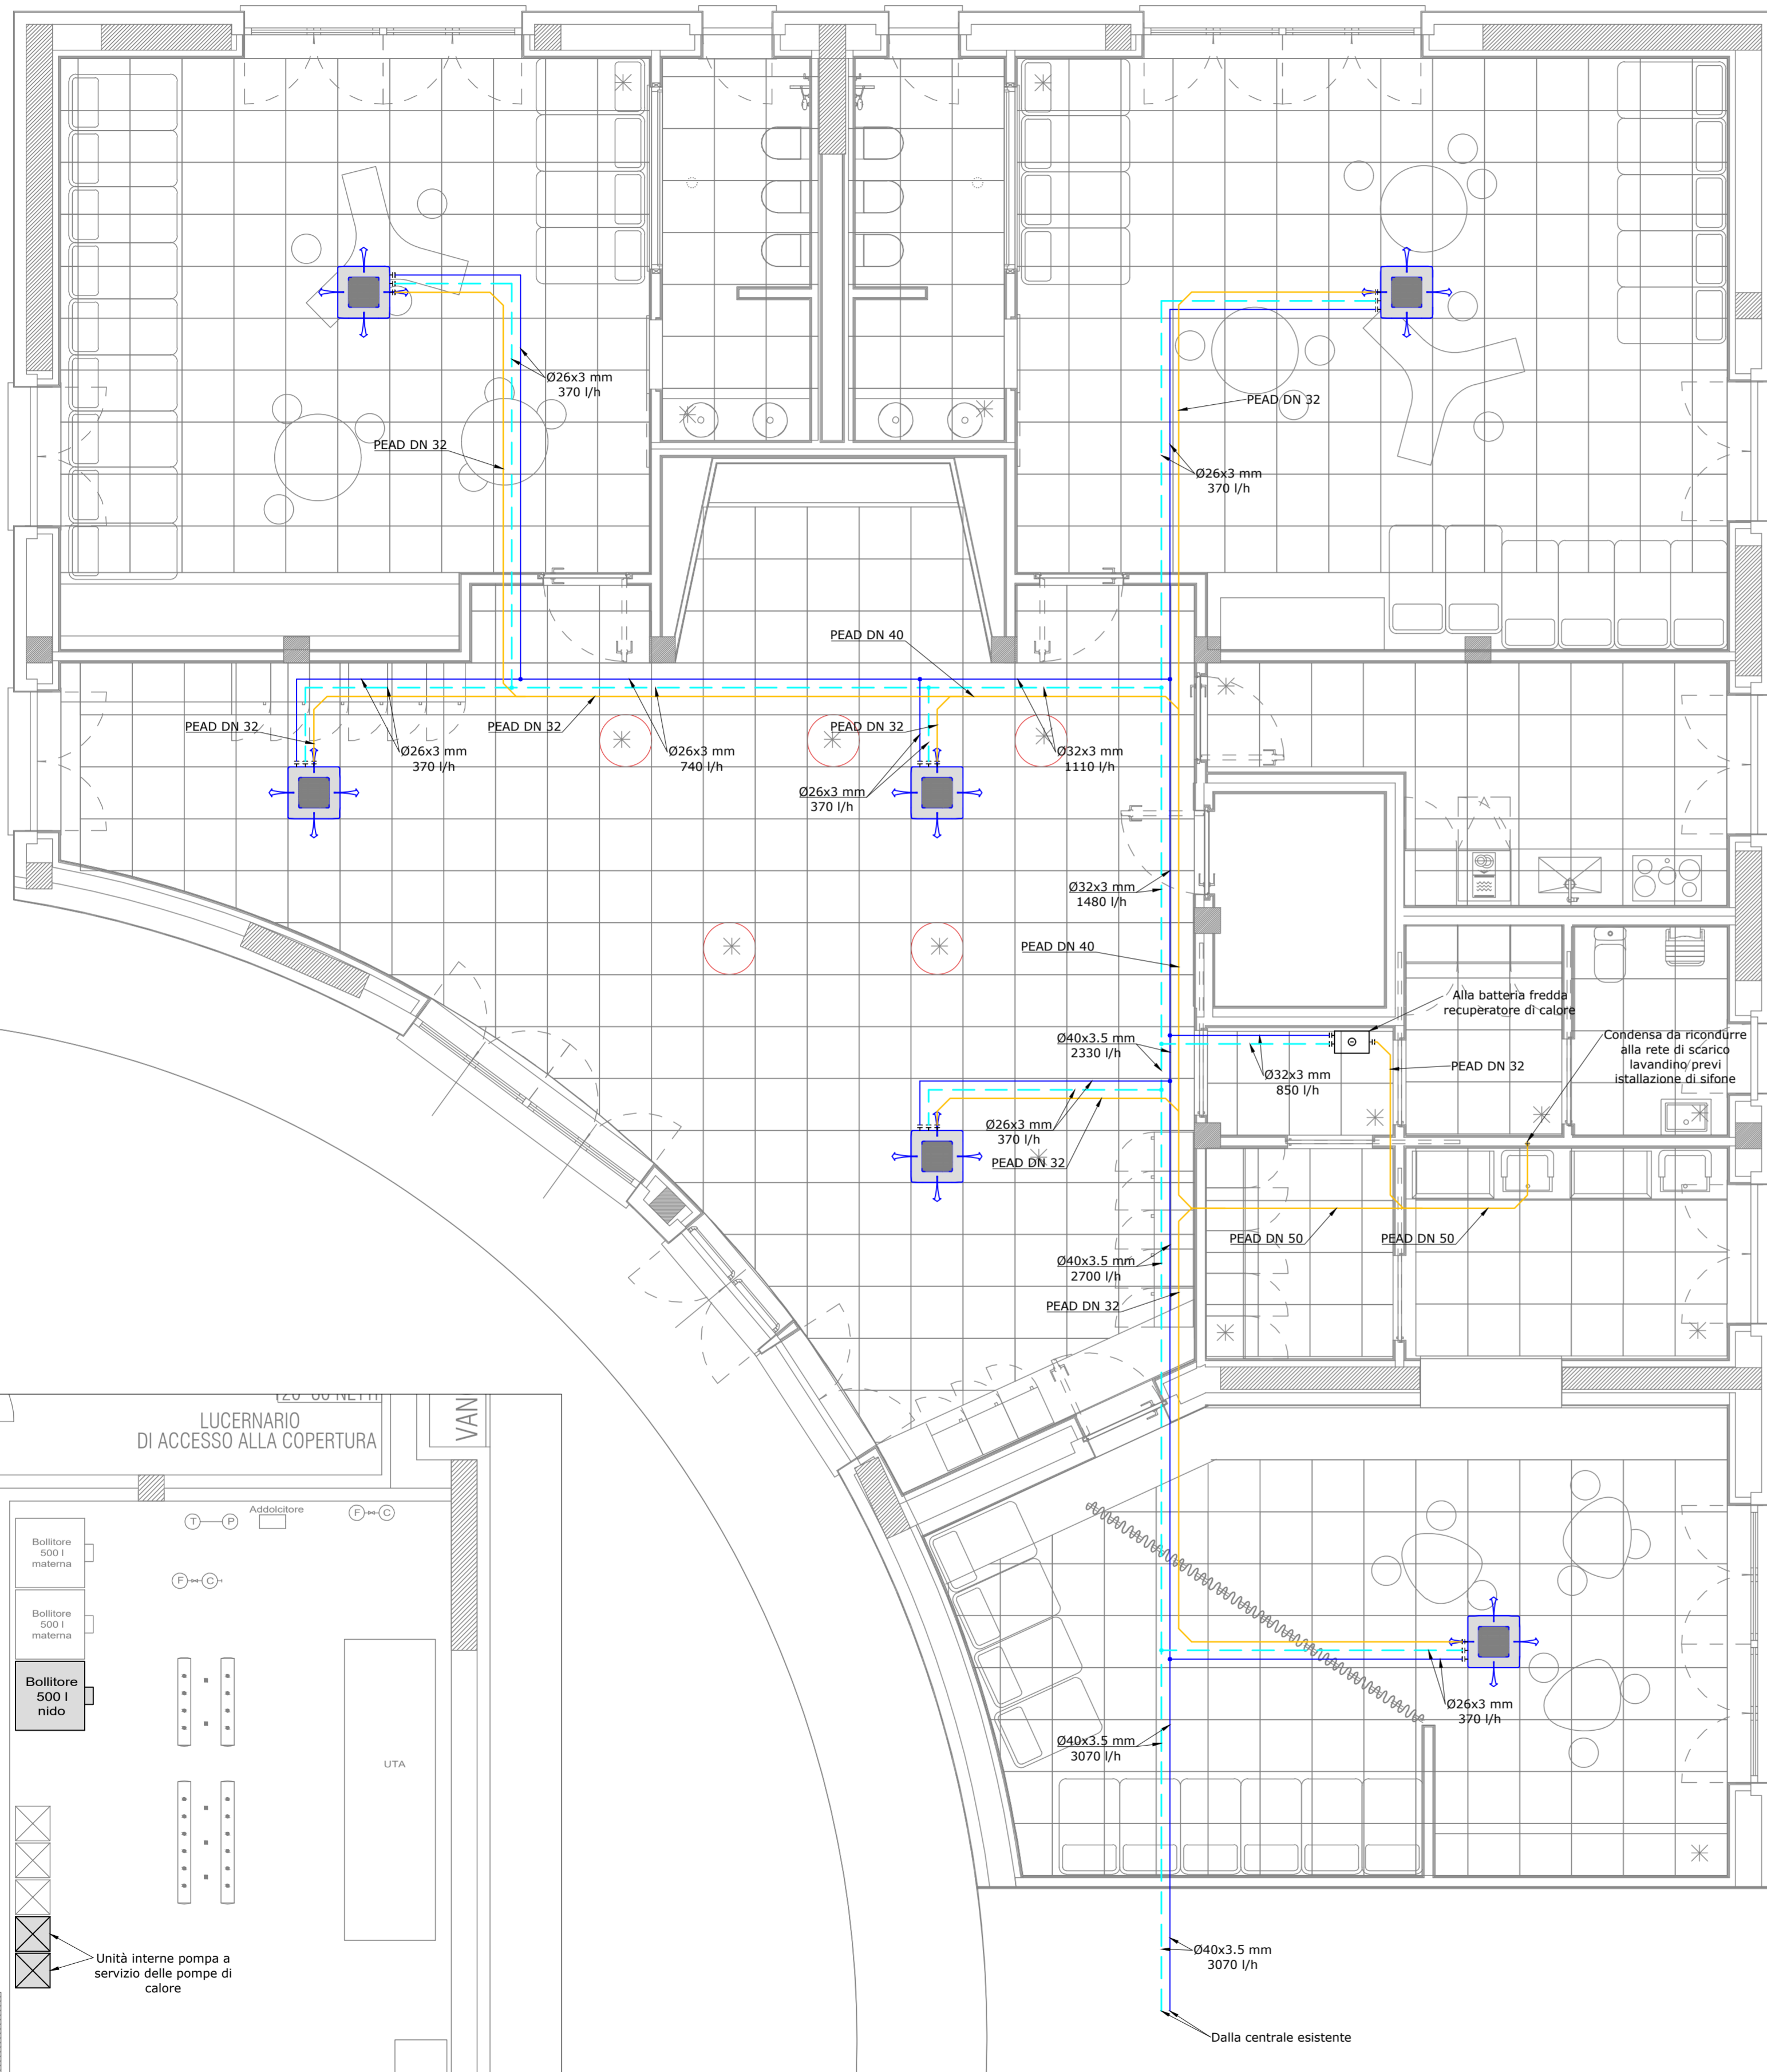 Ø26x3 mm
370 l/h
PEAD DN 32
PEAD DN 32
Ø26x3 mm
370 l/h
PEAD DN 40
PEAD DN 32
Ø26x3 mm
370 l/h
PEAD DN 32
Ø26x3 mm
740 l/h
PEAD DN 32
Ø26x3 mm
370 l/h
Ø32x3 mm
1110 l/h
Ø32x3 mm
1480 l/h
PEAD DN 40
Alla batteria fredda
recuperatore di calore
Ø40x3.5 mm
2330 l/h
Ø32x3 mm
850 l/h
PEAD DN 32
Condensa da ricondurre
alla rete di scarico
lavandino previ
istallazione di sifone
Ø26x3 mm
370 l/h
PEAD DN 32
PEAD DN 50
PEAD DN 50
Ø40x3.5 mm
2700 l/h
PEAD DN 32
LUCERNARIO
DI ACCESSO ALLA COPERTURA
VAN
Bollitore
500 l
materna
T
P
Addolcitore
F
C
F
C
Bollitore
500 l
materna
Bollitore
500 l
nido
UTA
Unità interne pompa a
servizio delle pompe di
calore
Ø26x3 mm
370 l/h
Ø40x3.5 mm
3070 l/h
Ø40x3.5 mm
3070 l/h
Dalla centrale esistente